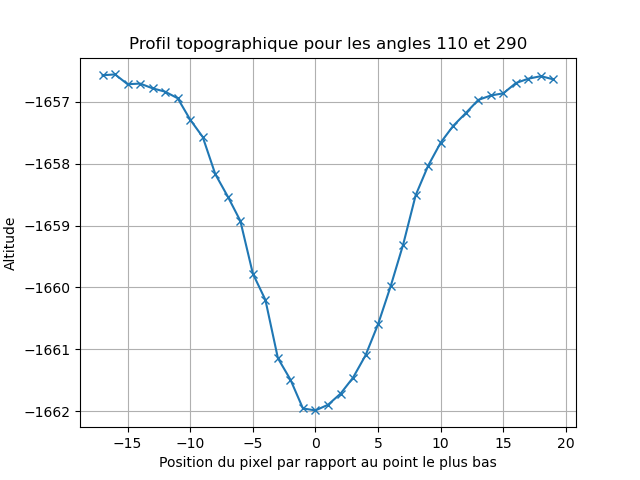 Profil topographique pour les angles 110 et 290
Altitude
−1657
−1658
−1659
−1660
−1661
−1662
−15 −10 −5 0 5 10 15 20
Position du pixel par rapport au point le plus bas